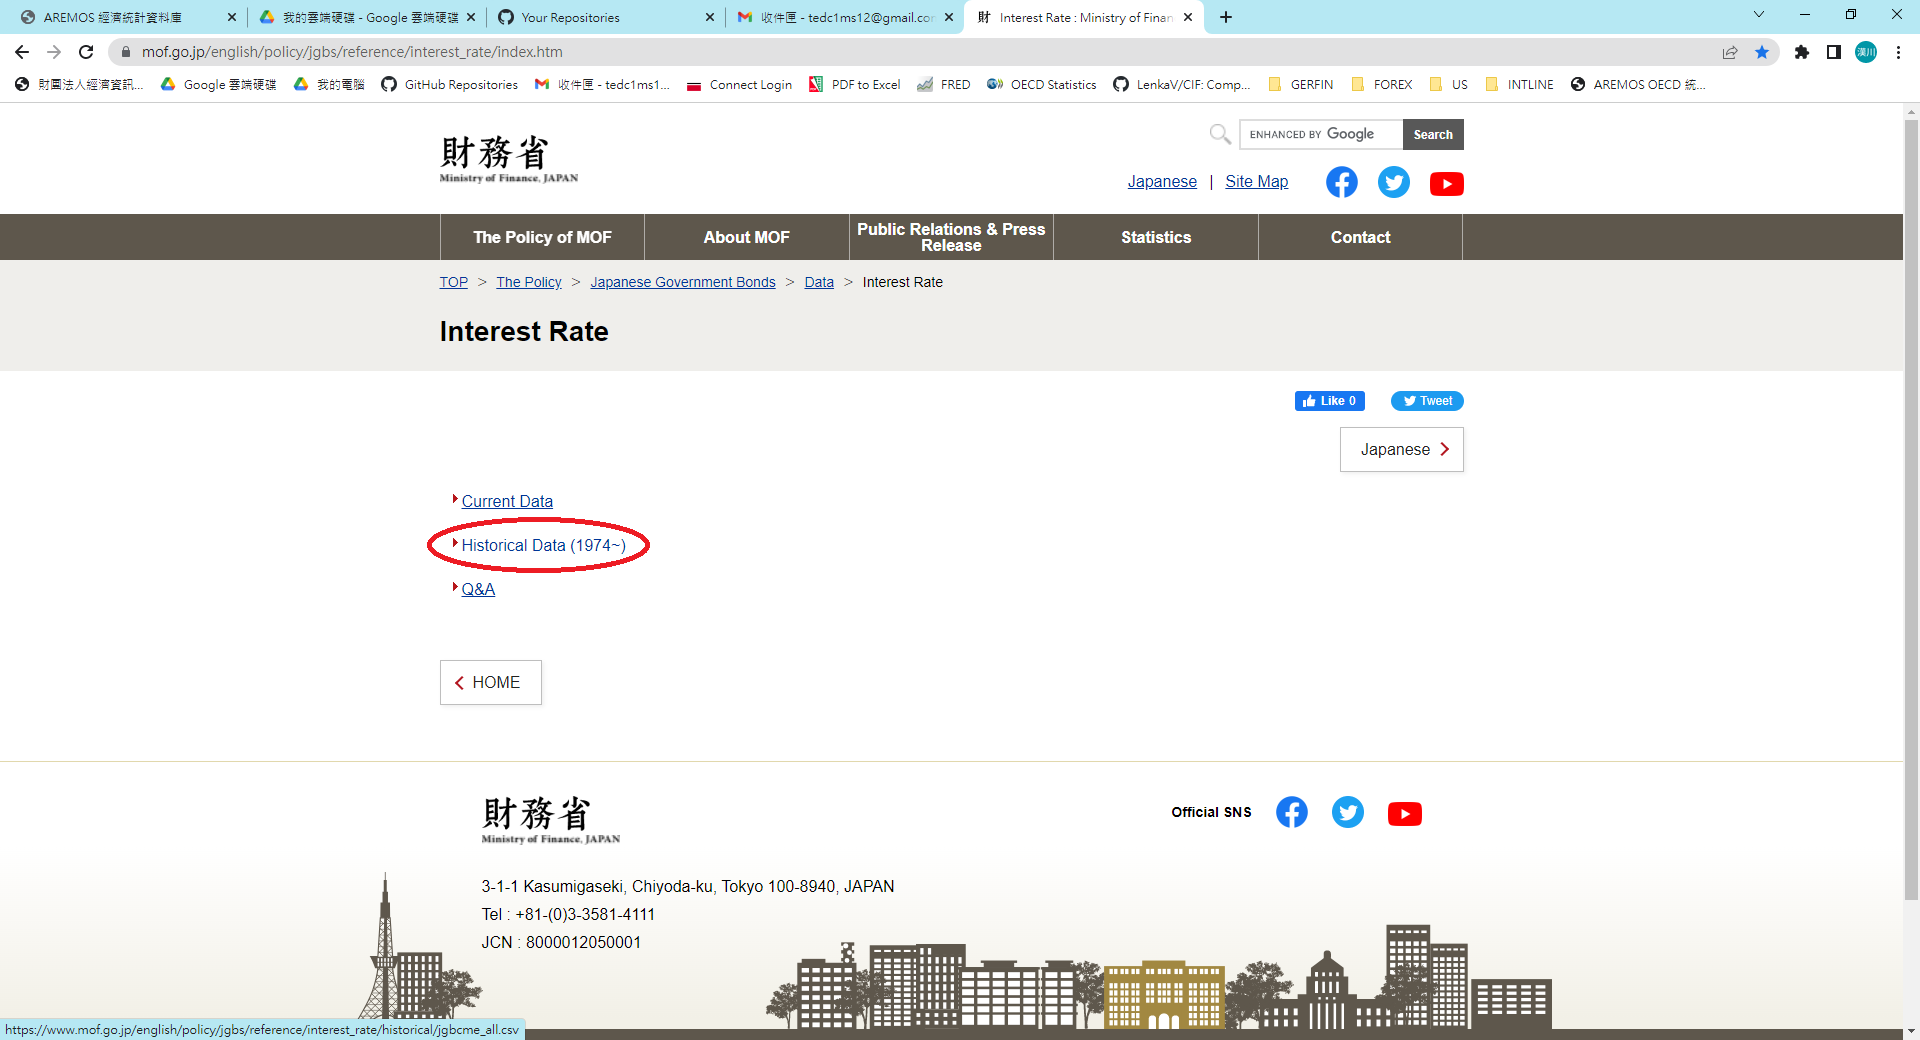 AREMOS 經濟統計資料庫
我的雲端硬碟 - Google 雲端硬碟
Your Repositories
收件匣 - tedc1ms12@gmail.co
財 Interest Rate : Ministry of Finan
mof.go.jp/english/policy/jgbs/reference/interest_rate/index.htm
漢川
財團法人經濟資訊...
Google 雲端硬碟
我的電腦
GitHub Repositories
收件匣 - tedc1ms1...
Connect Login
PDF to Excel
FRED
OECD Statistics
LenkaV/CIF: Comp...
GERFIN
FOREX
US
INTLINE
AREMOS OECD 統...
財務省
Ministry of Finance, JAPAN
ENHANCED BY Google
Search
Japanese | Site Map
The Policy of MOF
About MOF
Public Relations & Press
Release
Statistics
Contact
TOP > The Policy > Japanese Government Bonds > Data > Interest Rate
Interest Rate
Like 0
Tweet
Japanese
Current Data
Historical Data (1974~)
Q&A
HOME
財務省
Ministry of Finance, JAPAN
Official SNS
3-1-1 Kasumigaseki, Chiyoda-ku, Tokyo 100-8940, JAPAN
Tel : +81-(0)3-3581-4111
JCN : 8000012050001
https://www.mof.go.jp/english/policy/jgbs/reference/interest_rate/historical/jgbcme_all.csv